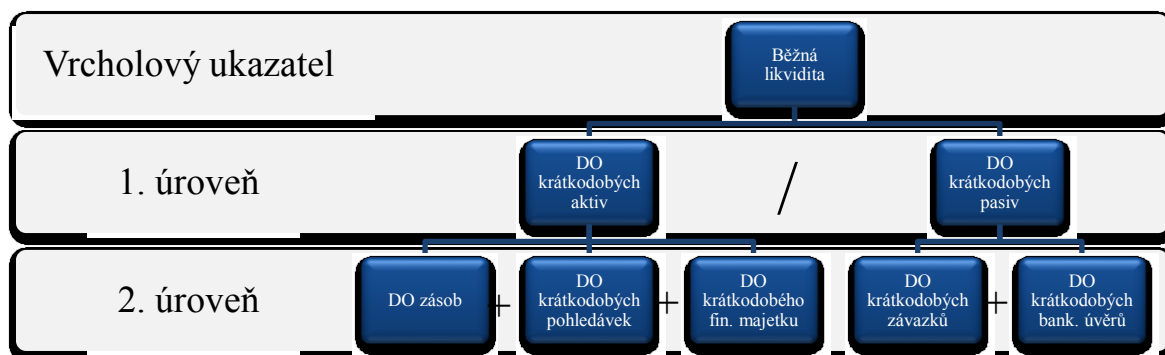 Vrcholový ukazatel
Běžná
likvidita
1. úroveň
DO
krátkodobých
aktiv
/
DO
krátkodobých
pasiv
2. úroveň
DO zásob
+
DO
krátkodobých
pohledávek
+
DO
krátkodobého
fin. majetku
DO
krátkodobých
závazků
+
DO
krátkodobých
bank. úvěrů